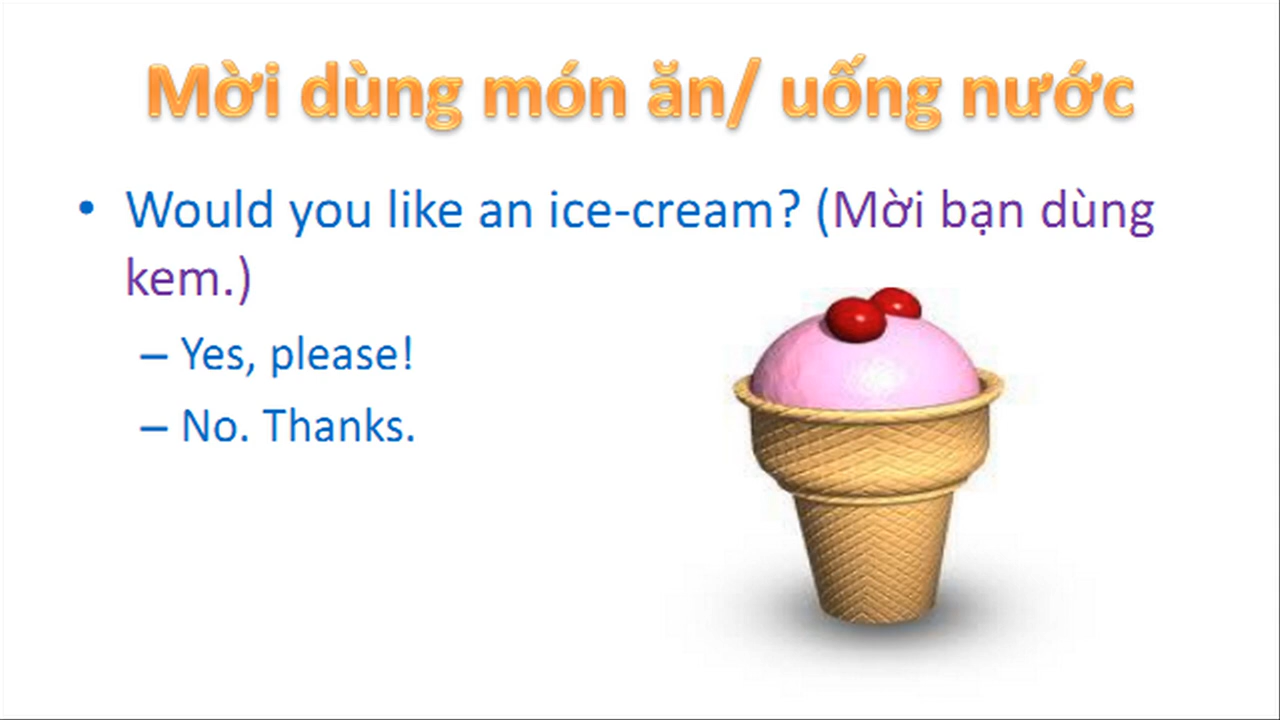 Mời dùng món ăn/ uống nước
• Would you like an ice-cream? (Mời bạn dùng
kem.)
– Yes, please!
– No. Thanks.